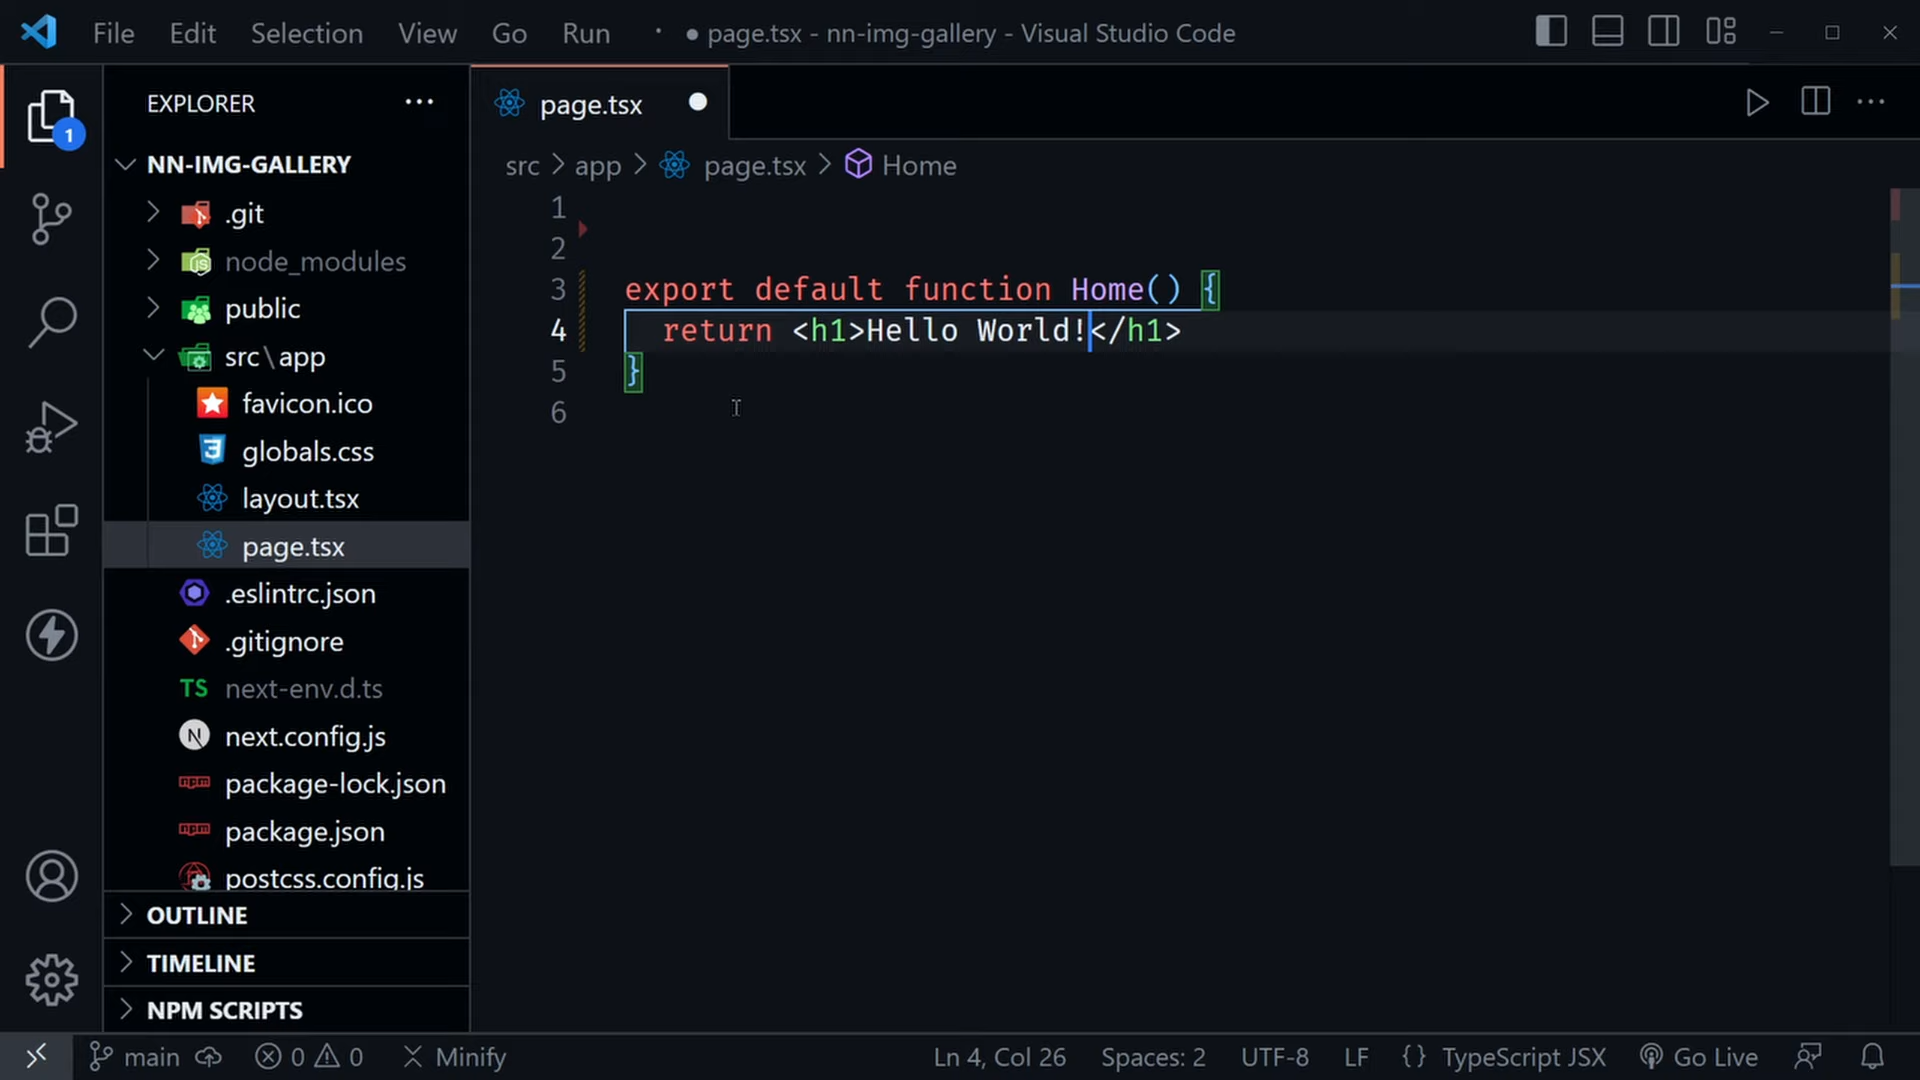 File Edit Selection View Go Run · ● page.tsx - nn-img-gallery - Visual Studio Code
1
EXPLORER ···
page.tsx
NN-IMG-GALLERY
src > app > page.tsx > Home
.git
node_modules
public
src\app
favicon.ico
globals.css
layout.tsx
page.tsx
.eslintrc.json
.gitignore
TS next-env.d.ts
N next.config.js
npm package-lock.json
npm package.json
postcss.config.js
OUTLINE
TIMELINE
NPM SCRIPTS
1
2
3 export default function Home() {
4 return <h1>Hello World!</h1>
5 }
6
main 0 0 Minify Ln 4, Col 26 Spaces: 2 UTF-8 LF {} TypeScript JSX Go Live